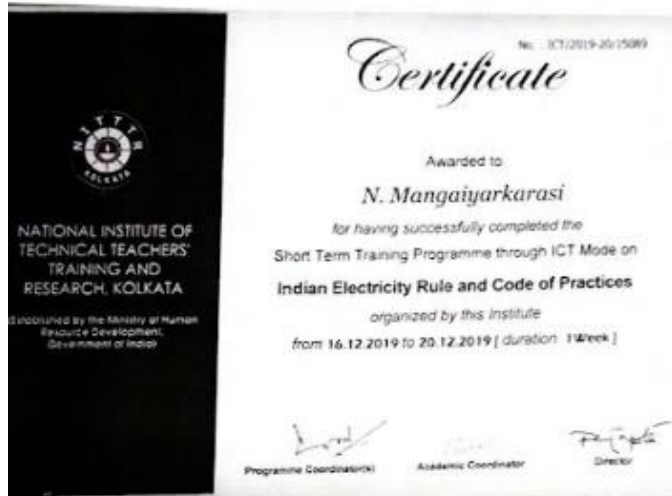 NITTTR
KOLKATA
NATIONAL INSTITUTE OF
TECHNICAL TEACHERS'
TRAINING AND
RESEARCH, KOLKATA
(Established by the Ministry of Human
Resource Development,
Government of India)
No. : ICT/2019-20/15089
Certificate
Awarded to
N. Mangaiyarkarasi
for having successfully completed the
Short Term Training Programme through ICT Mode on
Indian Electricity Rule and Code of Practices
organized by this Institute
from 16.12.2019 to 20.12.2019 [ duration 1Week ]
Programme Coordinator(s)
Academic Coordinator
Director